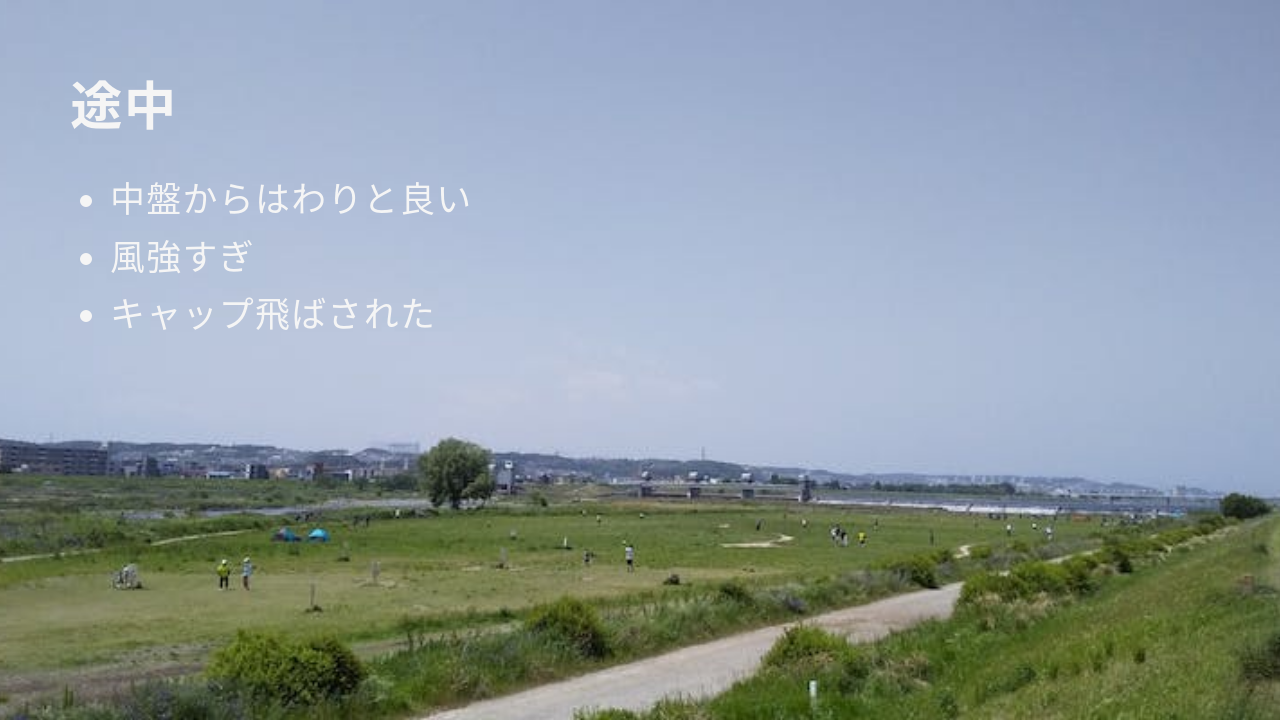 途中
中盤からはわりと良い
風強すぎ
キャップ飛ばされた